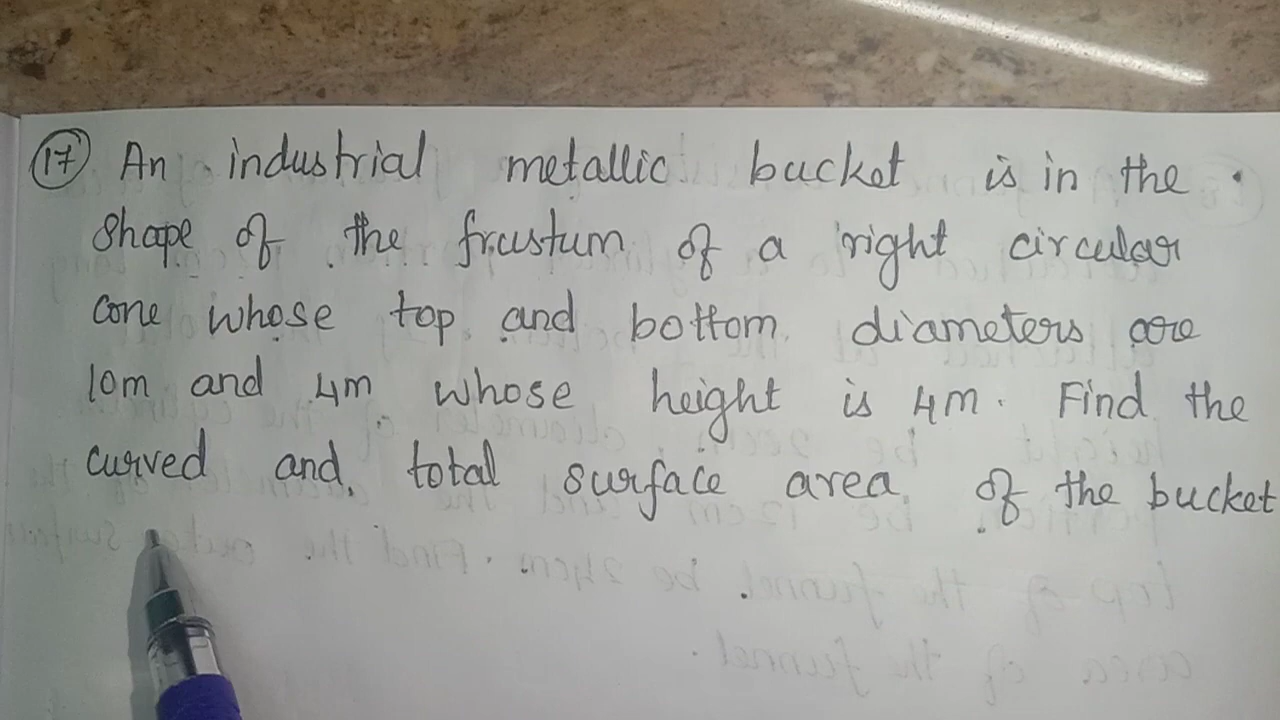 17 An industrial metallic bucket is in the
shape of the frustum of a right circular
cone whose top and bottom diameters are
10m and 4m whose height is 4m. Find the
curved and total surface area of the bucket